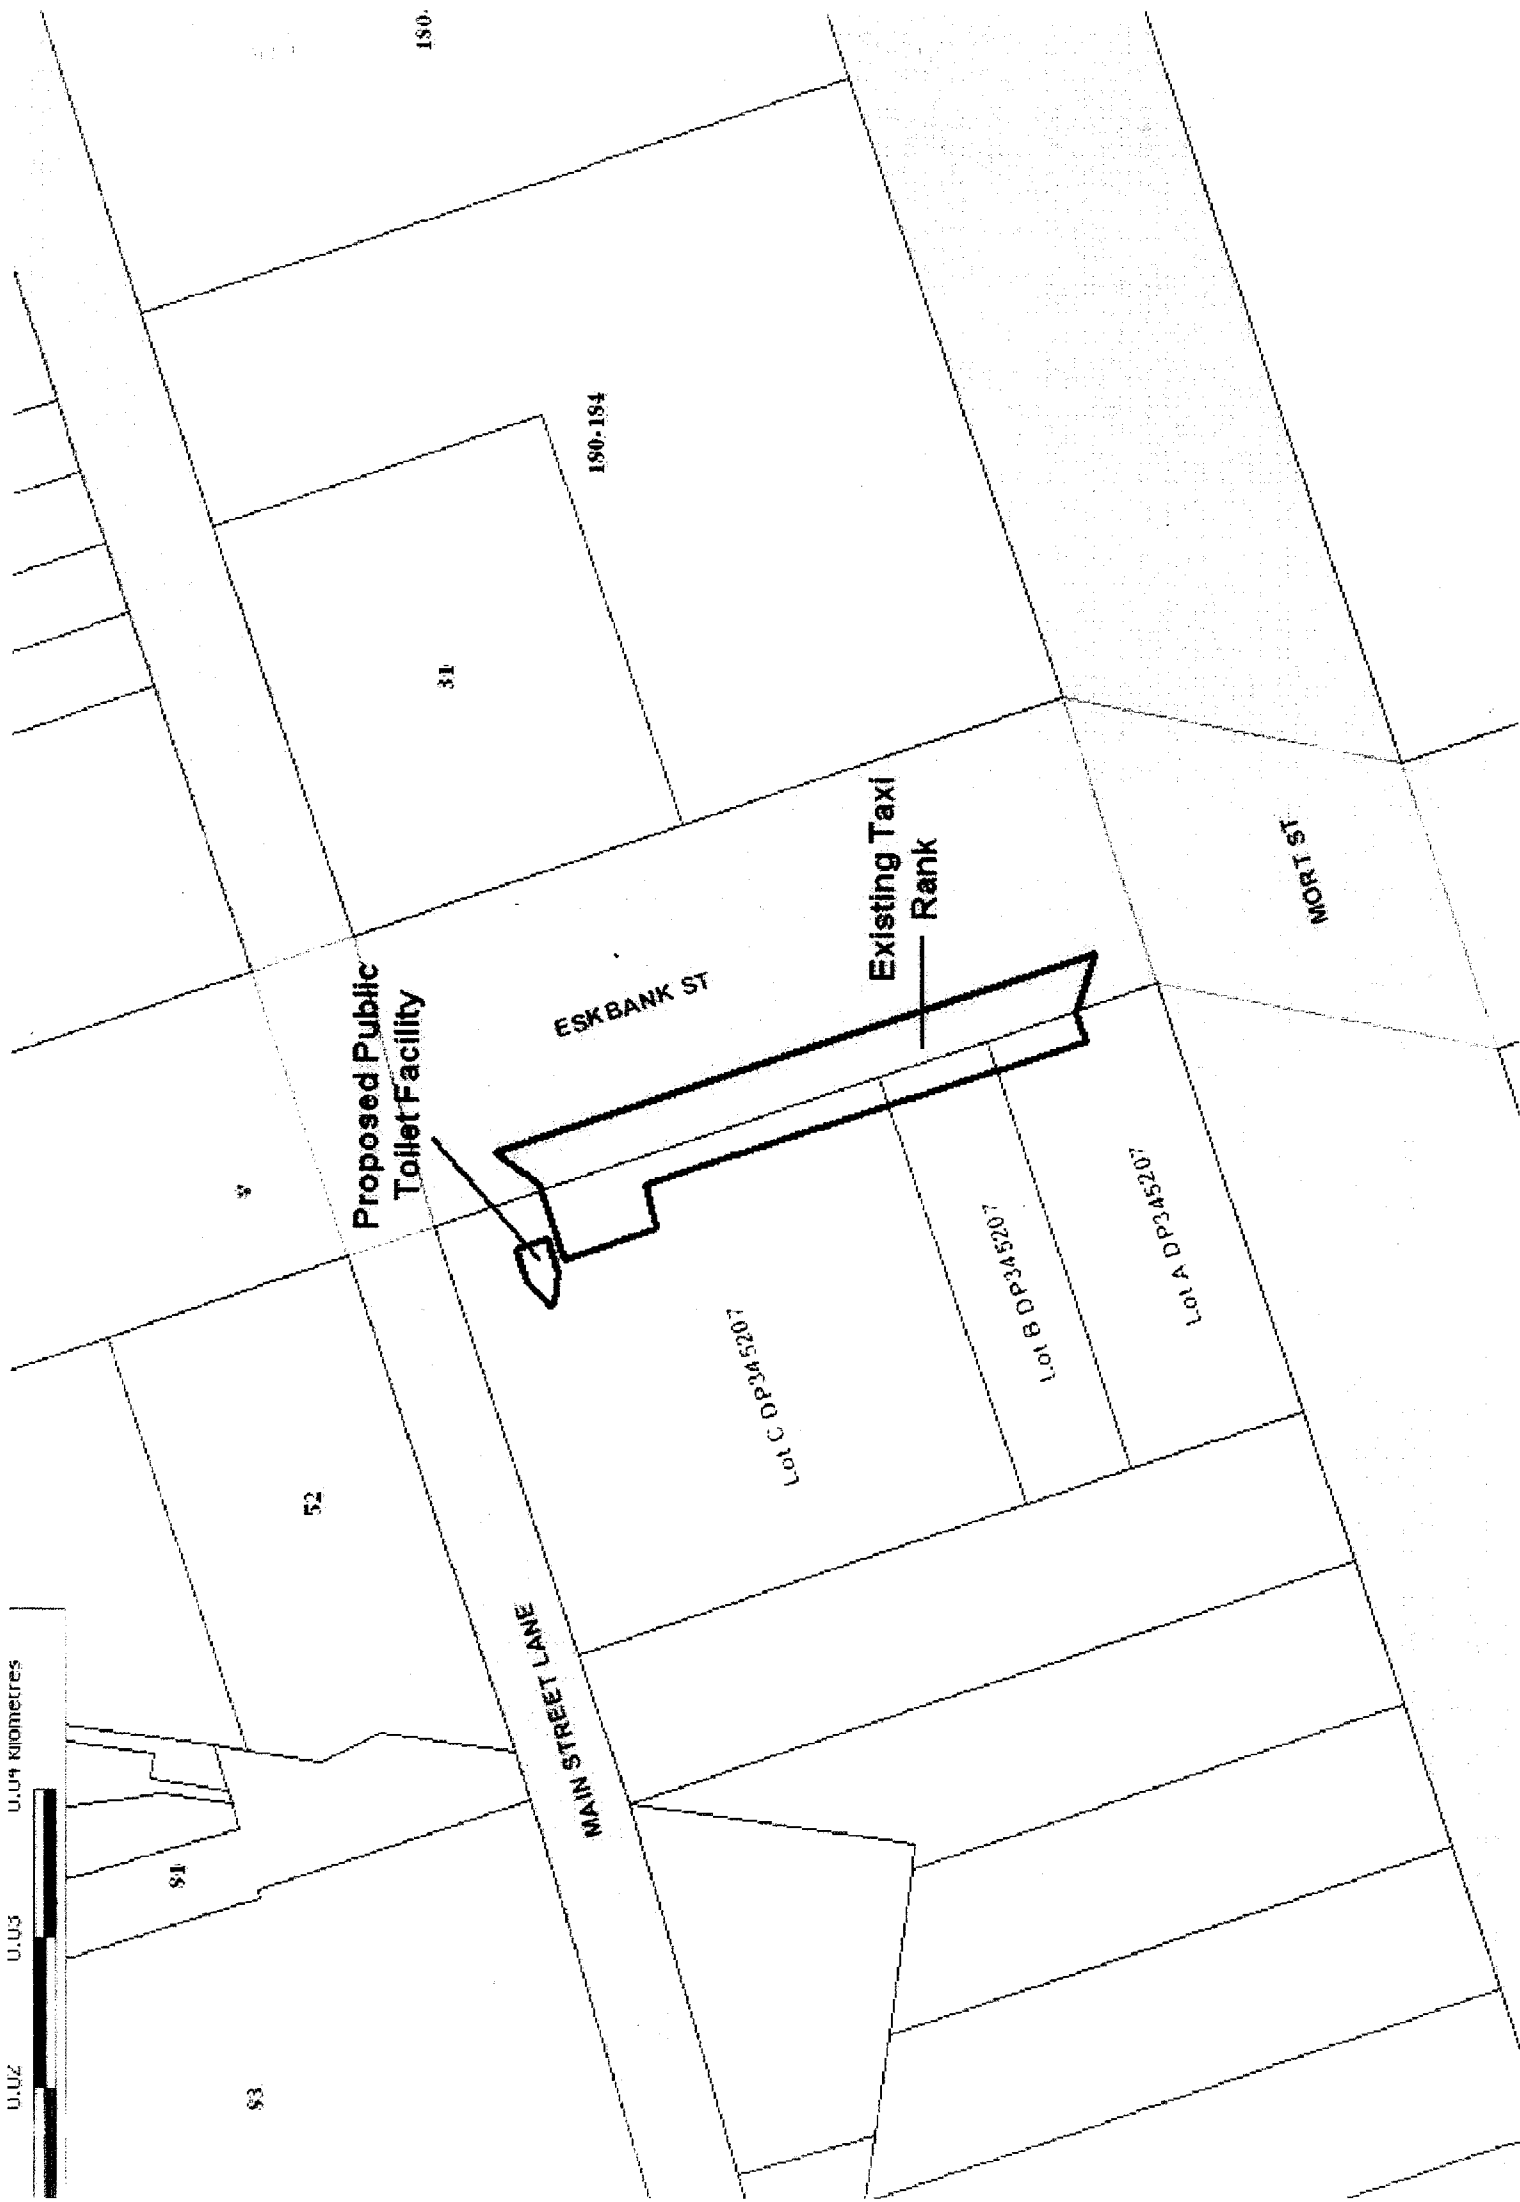 0.02
0.03
0.04 Kilometres
83
81
52
MAIN STREET LANE
Proposed Public
Toilet Facility
ESKBANK ST
Existing Taxi
Rank
Lot C DP345207
Lot B DP345207
Lot A DP345207
MORT ST
31
180-184
180-